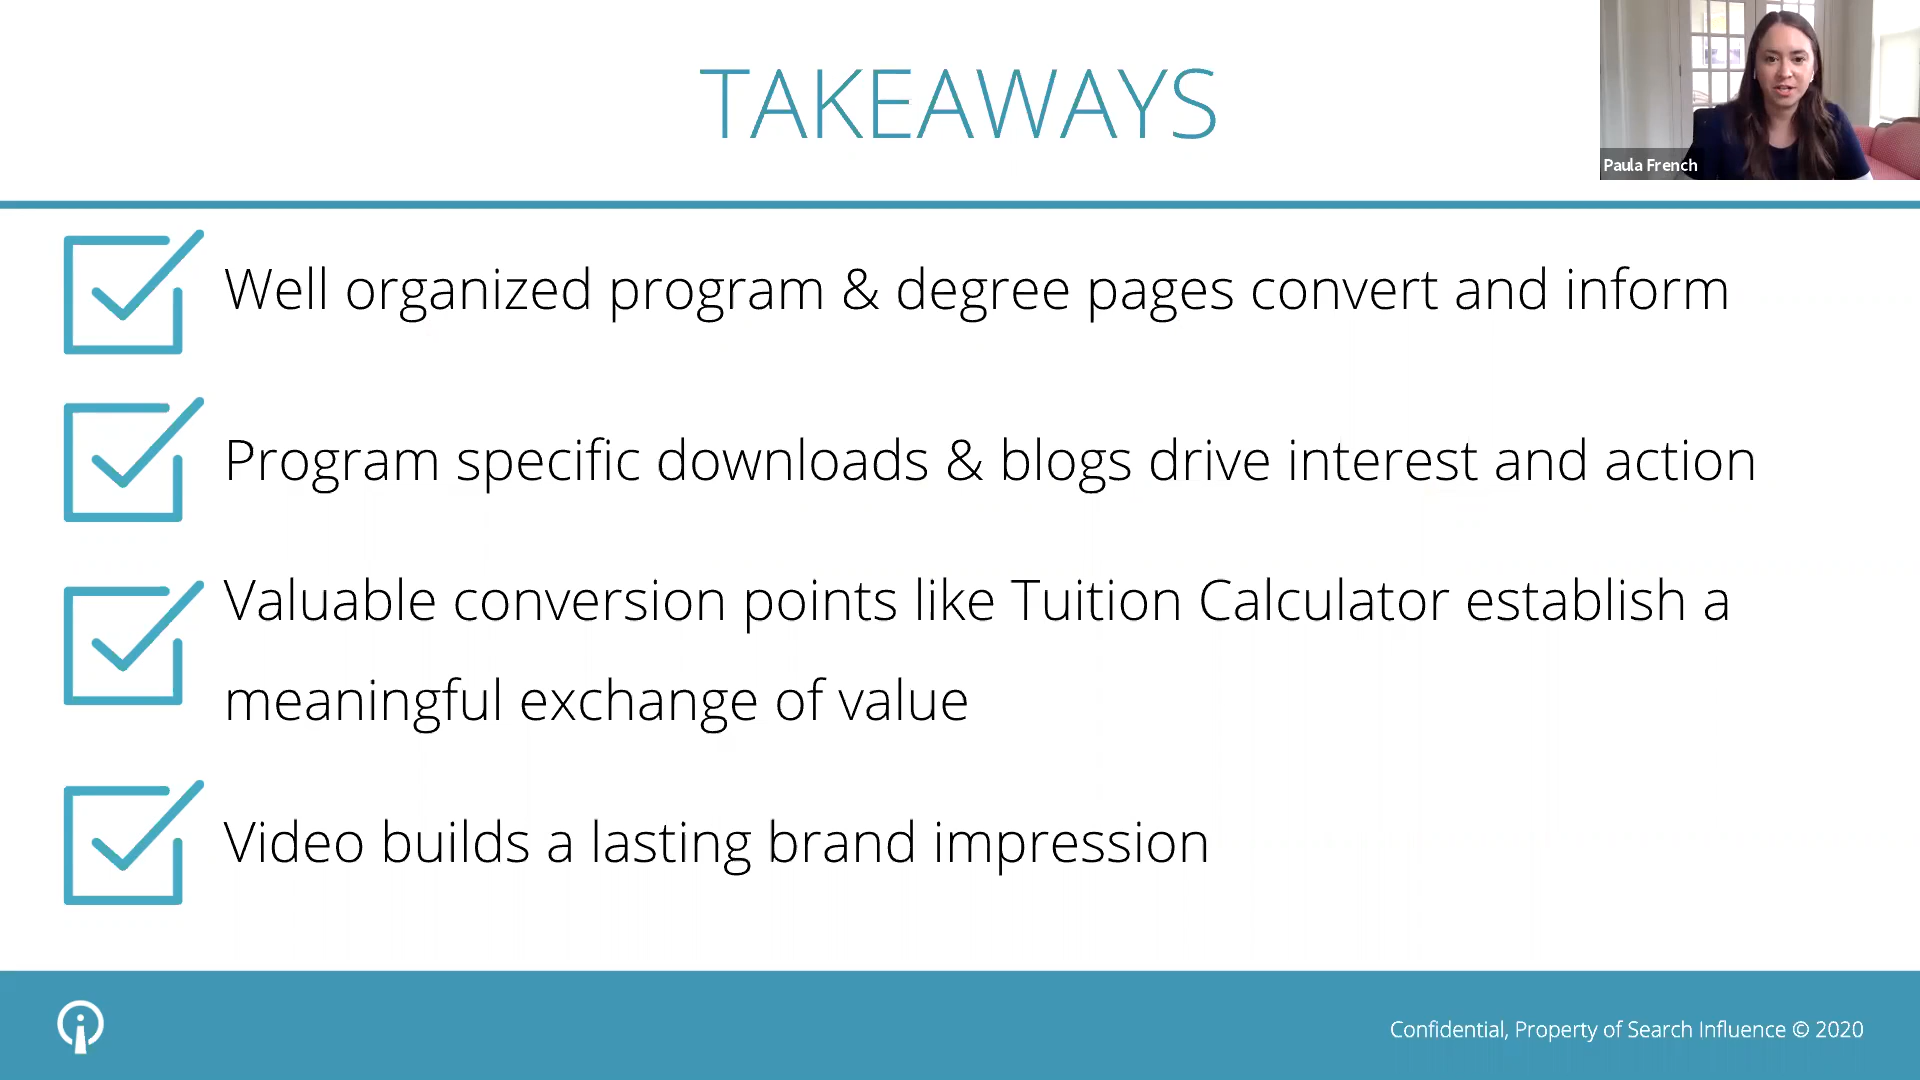 TAKEAWAYS
Paula French
Well organized program & degree pages convert and inform
Program specific downloads & blogs drive interest and action
Valuable conversion points like Tuition Calculator establish a
meaningful exchange of value
Video builds a lasting brand impression
Confidential, Property of Search Influence © 2020